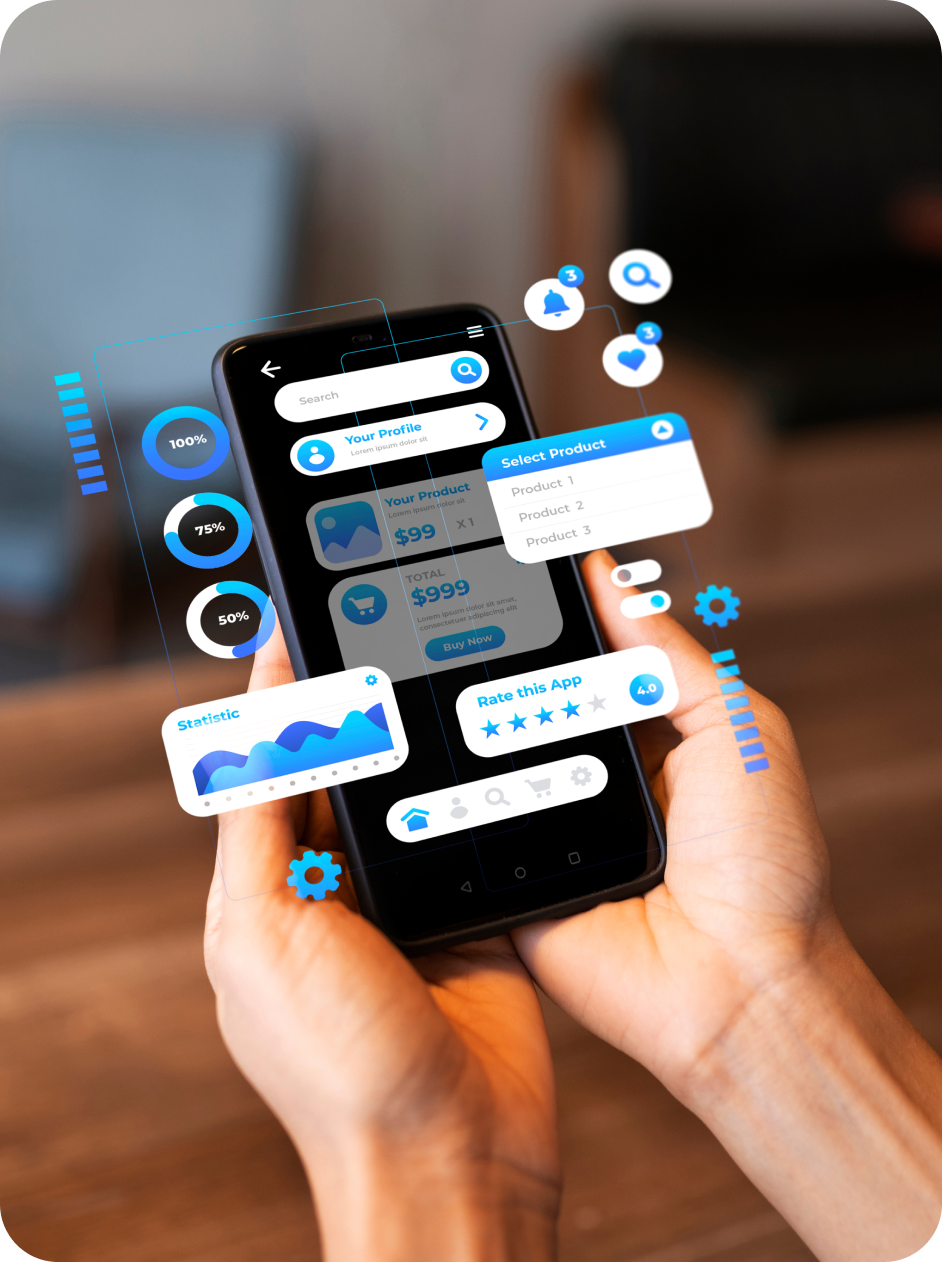 3
3
Search
Your Profile
Lorem ipsum dolor sit
100%
Select Product
Product 1
Product 2
Product 3
Your Product
Lorem ipsum dolor sit
$99
X 1
75%
TOTAL
$999
Lorem ipsum dolor sit amet,
consectetuer adipiscing elit
Buy Now
50%
Statistic
Rate this App
4.0